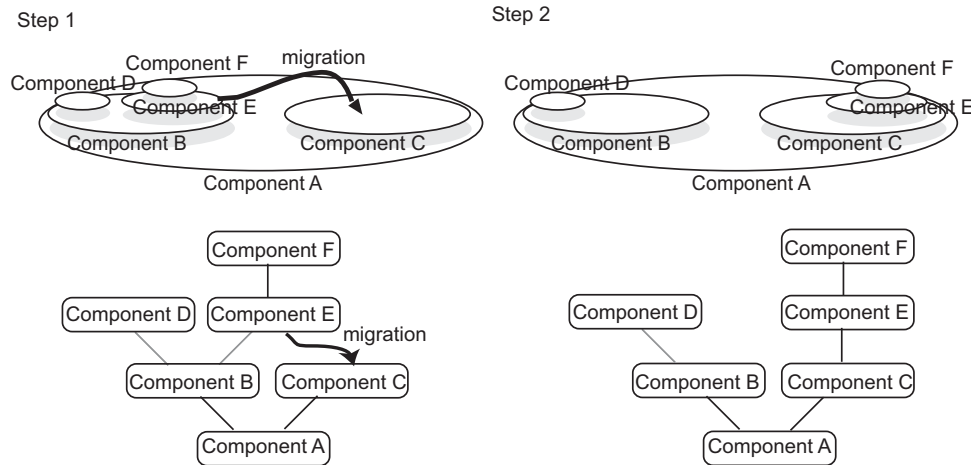 Step 1
migration
Component F
Component D
Component E
Component B
Component C
Component A
Component F
Component D
Component E
migration
Component B
Component C
Component A
Step 2
Component F
Component D
Component E
Component B
Component C
Component A
Component F
Component D
Component E
Component B
Component C
Component A